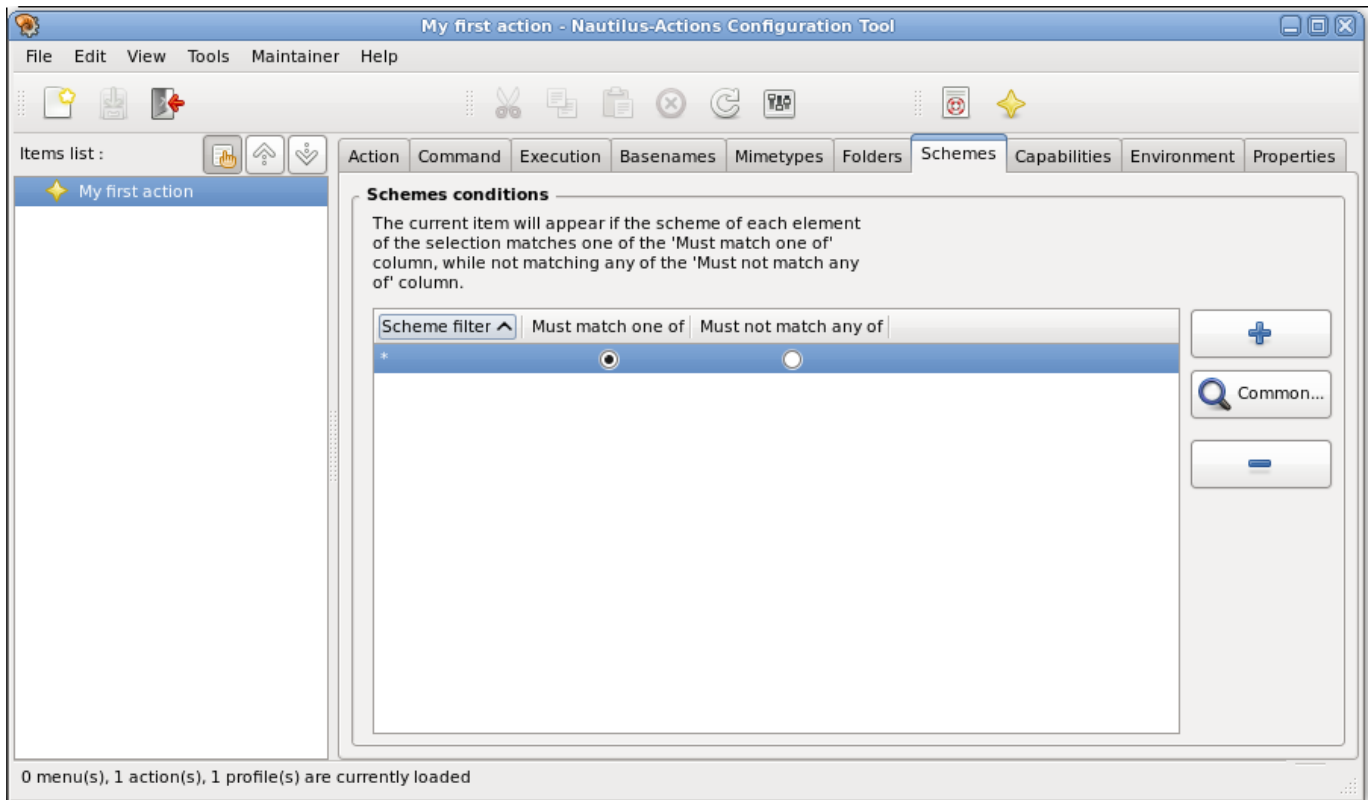 My first action - Nautilus-Actions Configuration Tool
File Edit View Tools Maintainer Help
Items list :
Action Command Execution Basenames Mimetypes Folders Schemes Capabilities Environment Properties
My first action
Schemes conditions
The current item will appear if the scheme of each element
of the selection matches one of the 'Must match one of'
column, while not matching any of the 'Must not match any
of' column.
Scheme filter Must match one of Must not match any of
*
Common...
0 menu(s), 1 action(s), 1 profile(s) are currently loaded